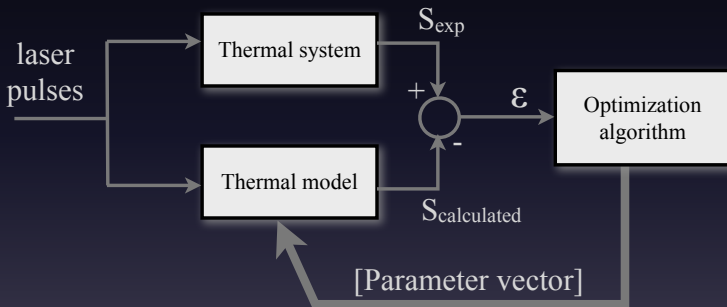 laser
pulses
Thermal system
S_exp
+
-
ε
Optimization
algorithm
Thermal model
S_calculated
[Parameter vector]